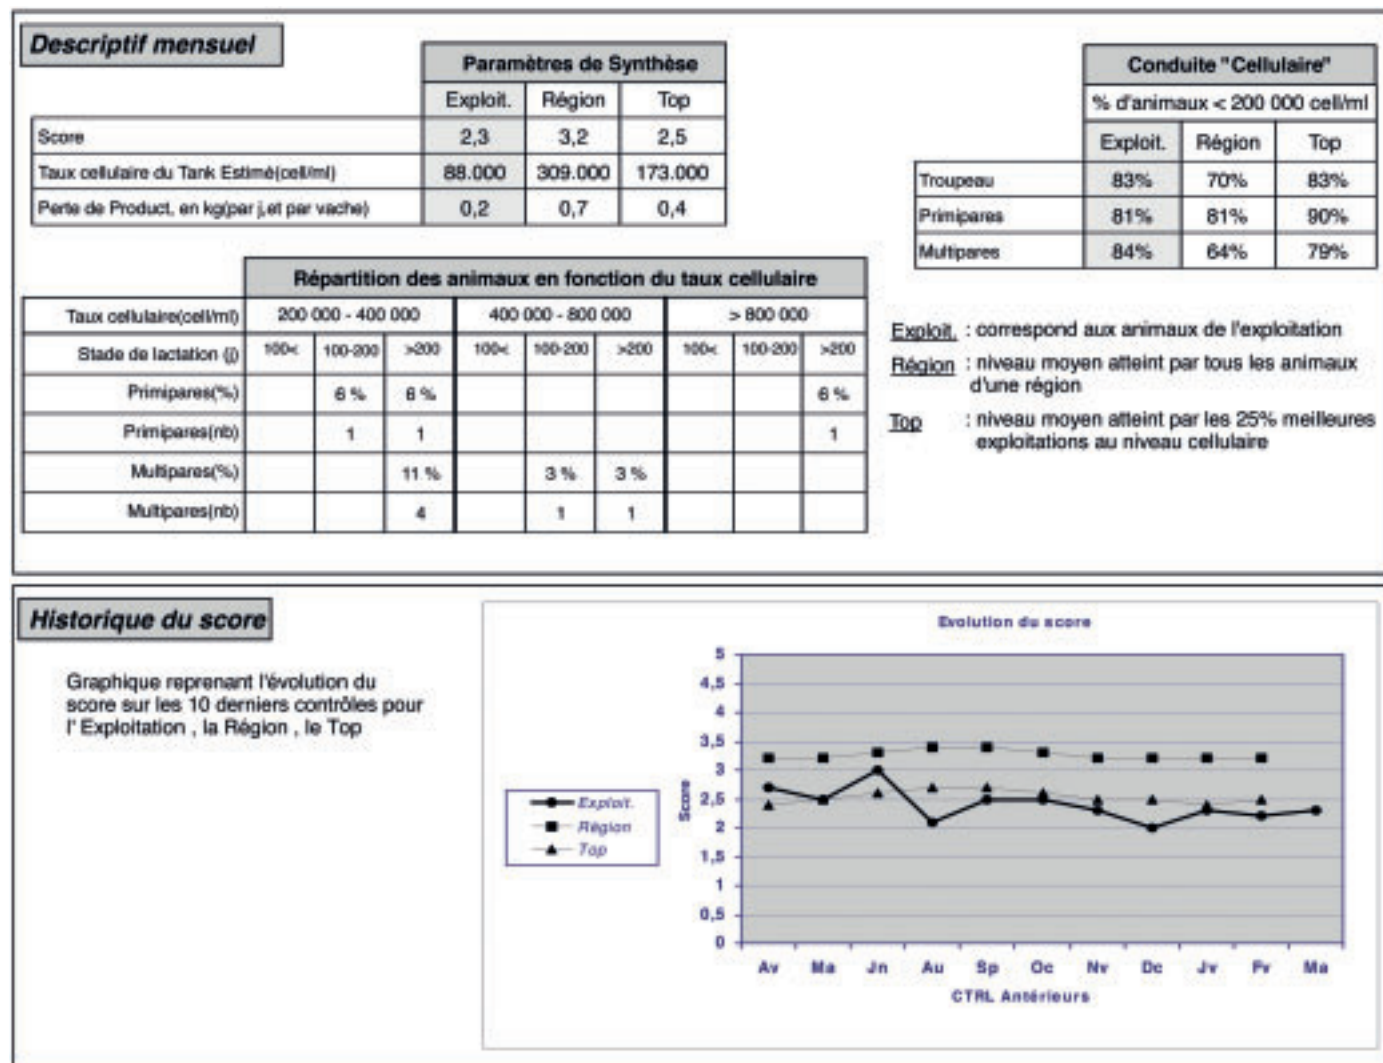 Descriptif mensuel
Paramètres de Synthèse
Exploit. Région Top
Score 2,3 3,2 2,5
Taux cellulaire du Tank Estimé(cell/ml) 88.000 309.000 173.000
Perte de Product. en kg(par j.et par vache) 0,2 0,7 0,4
Conduite "Cellulaire"
% d'animaux < 200 000 cell/ml
Exploit. Région Top
Troupeau 83% 70% 83%
Primipares 81% 81% 90%
Multipares 84% 64% 79%
Répartition des animaux en fonction du taux cellulaire
Taux cellulaire(cell/ml) 200 000 - 400 000 400 000 - 800 000 > 800 000
Stade de lactation (j) 100< 100-200 >200 100< 100-200 >200 100< 100-200 >200
Primipares(%) 6 % 6 % 6 %
Primipares(nb) 1 1 1
Multipares(%) 11 % 3 % 3 %
Multipares(nb) 4 1 1
Exploit. : correspond aux animaux de l'exploitation
Région : niveau moyen atteint par tous les animaux
d'une région
Top : niveau moyen atteint par les 25% meilleures
exploitations au niveau cellulaire
Historique du score
Graphique reprenant l'évolution du
score sur les 10 derniers contrôles pour
l' Exploitation , la Région , le Top
Evolution du score
5
4,5
4
3,5
3
2,5
2
1,5
1
0,5
0
Score
Exploit.
Région
Top
Av Ma Jn Au Sp Oc Nv Dc Jv Fv Ma
CTRL Antérieurs